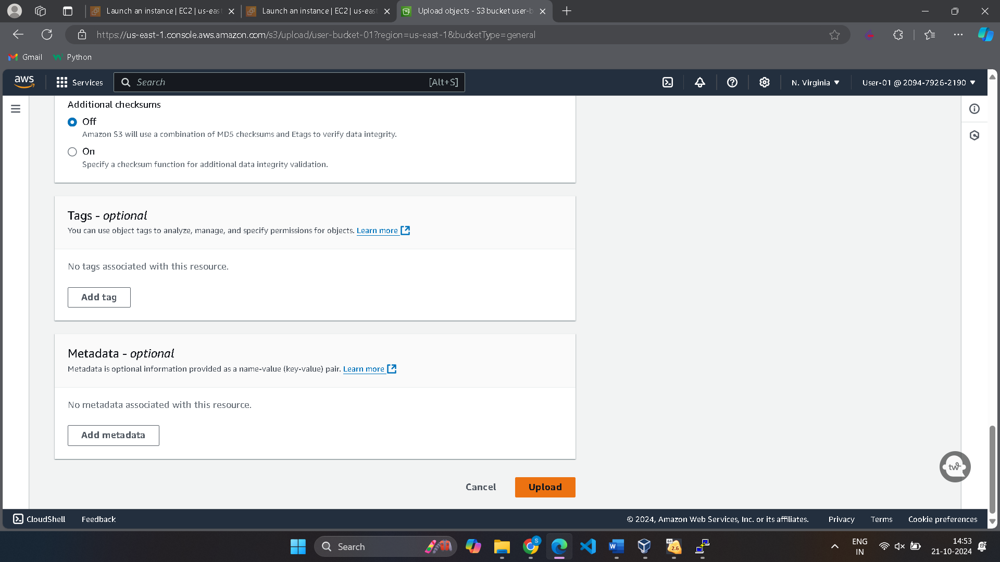 Launch an instance | EC2 | us-east
Launch an instance | EC2 | us-east
Upload objects - S3 bucket user-b
https://us-east-1.console.aws.amazon.com/s3/upload/user-bucket-01?region=us-east-1&bucketType=general
Gmail
Python
aws
Services
Search
[Alt+S]
N. Virginia
User-01 @ 2094-7926-2190
Additional checksums
Off
Amazon S3 will use a combination of MD5 checksums and Etags to verify data integrity.
On
Specify a checksum function for additional data integrity validation.
Tags - optional
You can use object tags to analyze, manage, and specify permissions for objects. Learn more
No tags associated with this resource.
Add tag
Metadata - optional
Metadata is optional information provided as a name-value (key-value) pair. Learn more
No metadata associated with this resource.
Add metadata
Cancel
Upload
tw
CloudShell
Feedback
© 2024, Amazon Web Services, Inc. or its affiliates.
Privacy
Terms
Cookie preferences
Search
S
W
64
2.6
ENG
IN
14:53
21-10-2024